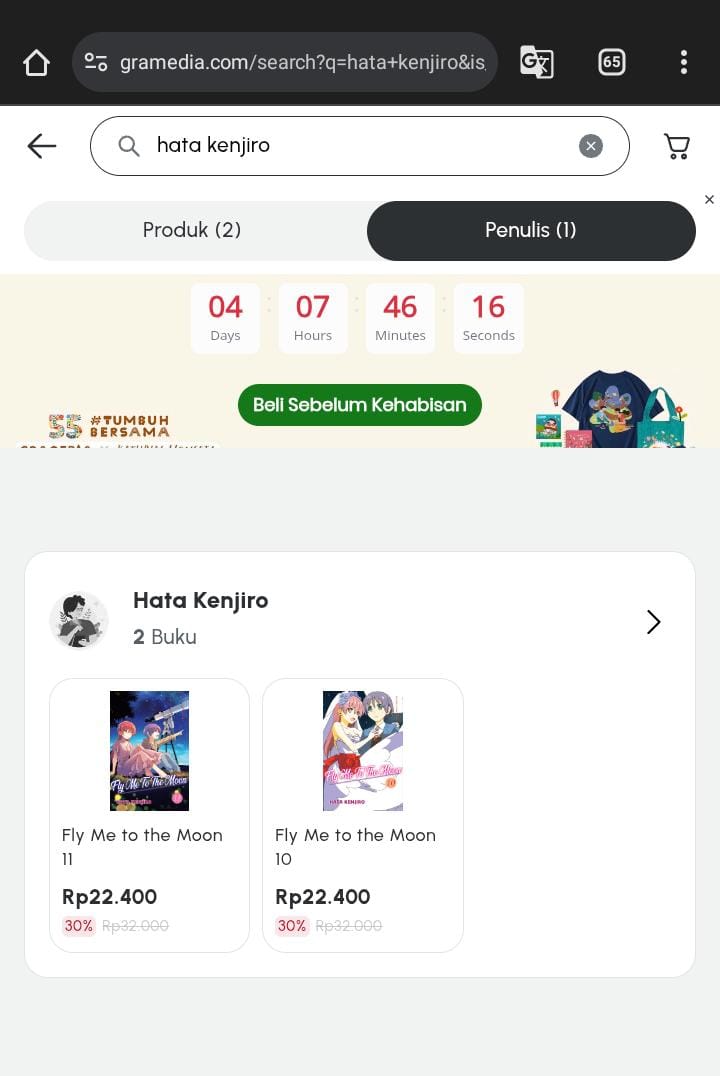 gramedia.com/search?q=hata+kenjiro&is
65
hata kenjiro
Produk (2)
Penulis (1)
04 : 07 : 46 : 16
Days Hours Minutes Seconds
Beli Sebelum Kehabisan
55 #TUMBUH
BERSAMA
Hata Kenjiro
2 Buku
Fly Me To The Moon
11
Fly Me To The Moon
10
HATA KENJIRO
Fly Me to the Moon
11
Rp22.400
30% Rp32.000
Fly Me to the Moon
10
Rp22.400
30% Rp32.000